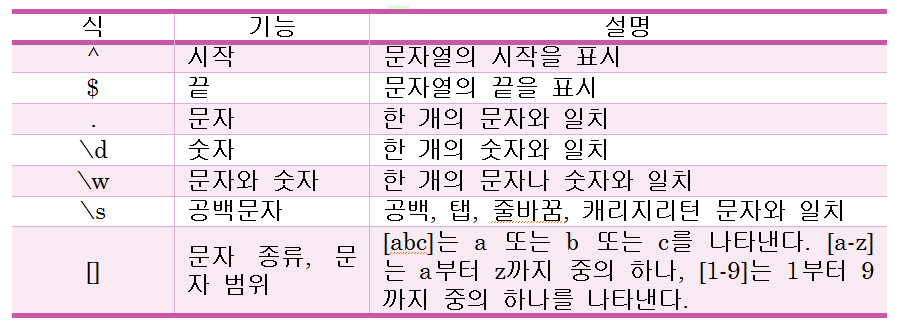 식 기능 설명
^ 시작 문자열의 시작을 표시
$ 끝 문자열의 끝을 표시
. 문자 한 개의 문자와 일치
\d 숫자 한 개의 숫자와 일치
\w 문자와 숫자 한 개의 문자나 숫자와 일치
\s 공백문자 공백, 탭, 줄바꿈, 캐리지리턴 문자와 일치
[] 문자 종류, 문
자 범위
[abc]는 a 또는 b 또는 c를 나타낸다. [a-z]
는 a부터 z까지 중의 하나, [1-9]는 1부터 9
까지 중의 하나를 나타낸다.